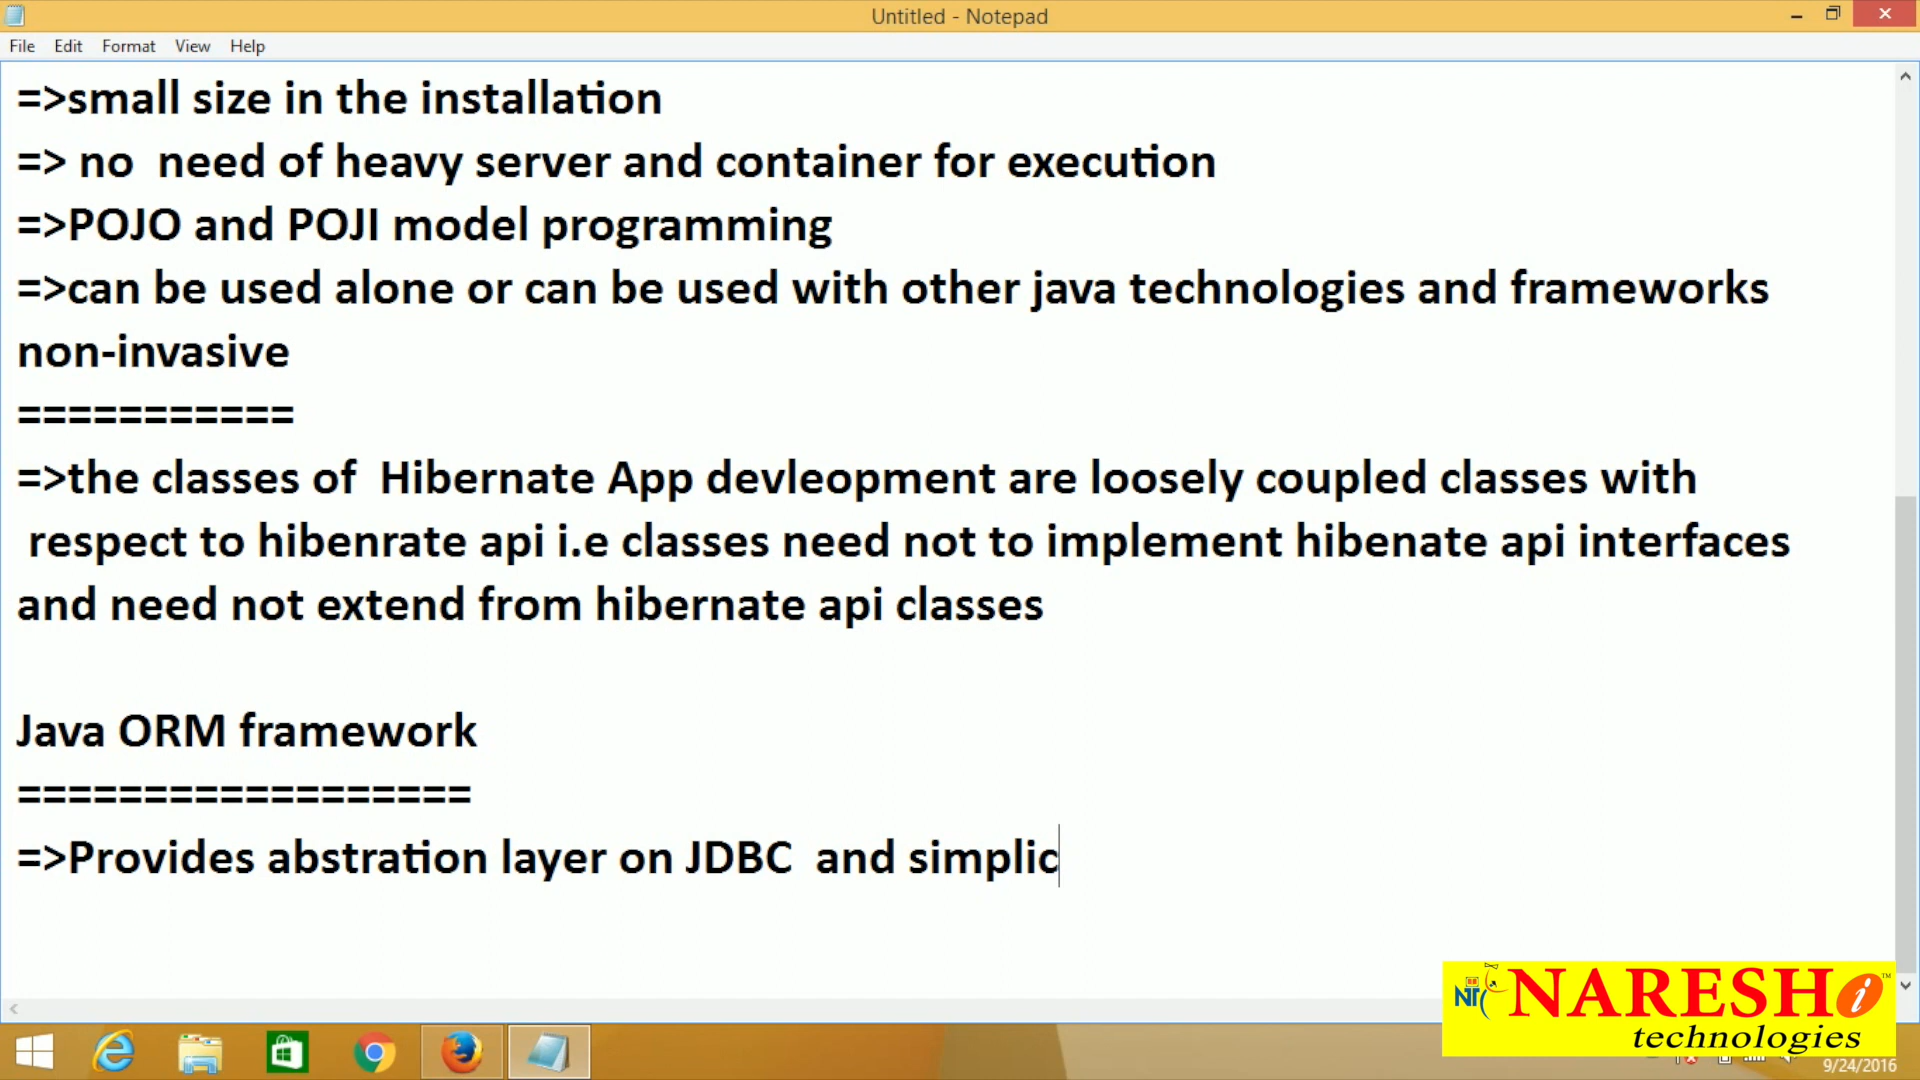 Untitled - Notepad
File Edit Format View Help
=>small size in the installation
=> no  need of heavy server and container for execution
=>POJO and POJI model programming
=>can be used alone or can be used with other java technologies and frameworks
non-invasive
===========
=>the classes of  Hibernate App devleopment are loosely coupled classes with
 respect to hibenrate api i.e classes need not to implement hibenate api interfaces
and need not extend from hibernate api classes
Java ORM framework
==================
=>Provides abstration layer on JDBC  and simplic
NARESH i ™
technologies
9/24/2016